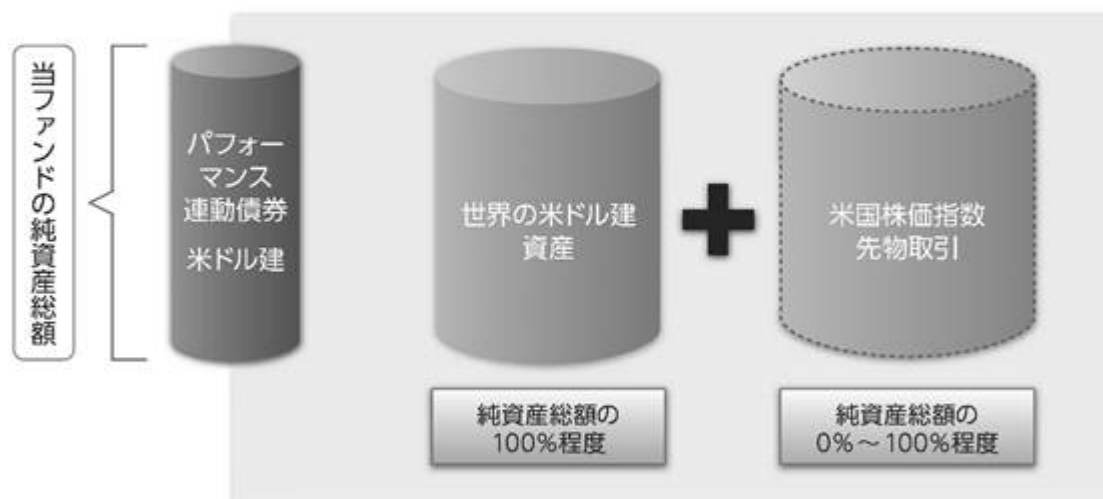 当ファンドの純資産総額
パフォー
マンス
連動債券
米ドル建
世界の米ドル建
資産
米国株価指数
先物取引
純資産総額の
100%程度
純資産総額の
0%～100%程度